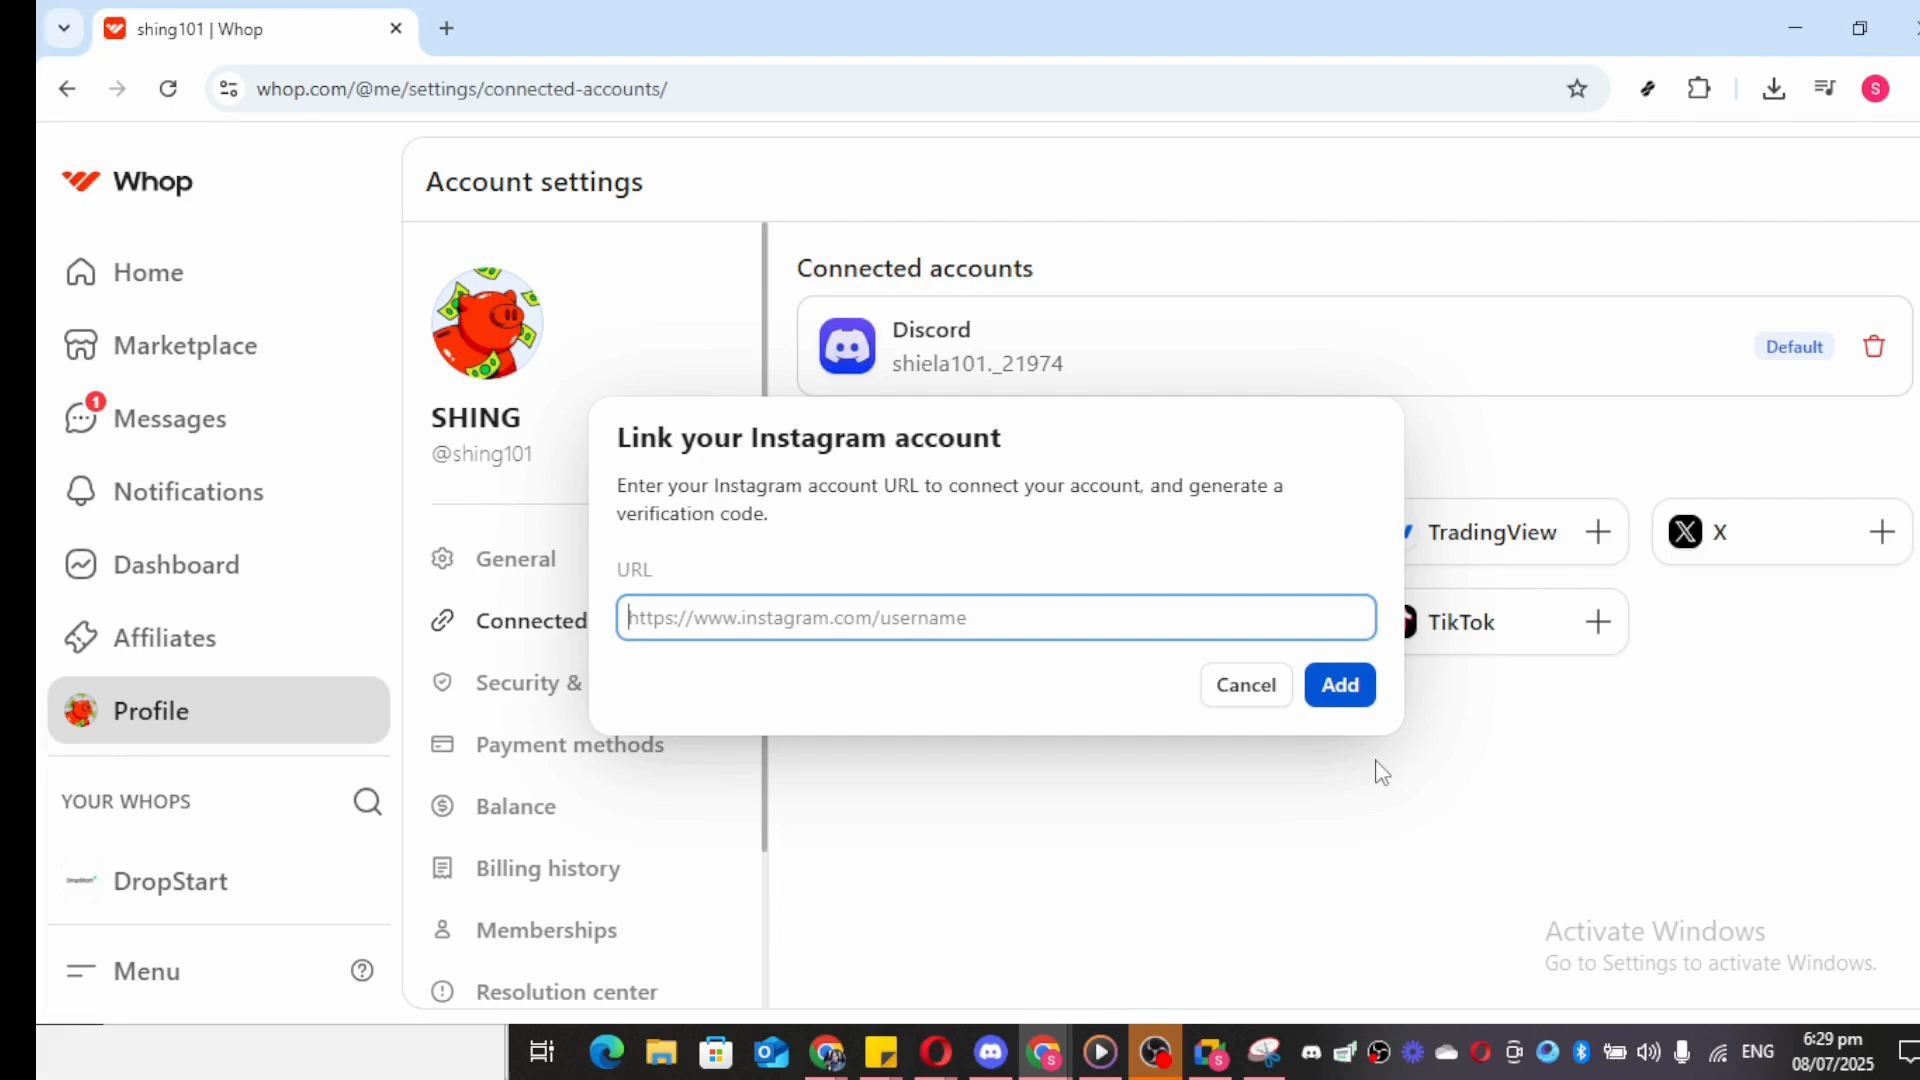 shing101 | Whop
whop.com/@me/settings/connected-accounts/
S
Whop
Home
Marketplace
1
Messages
Notifications
Dashboard
Affiliates
Profile
YOUR WHOPS
DropStart
Menu
Account settings
SHING
@shing101
General
Connected
Security &
Payment methods
Balance
Billing history
Memberships
Resolution center
Connected accounts
Discord
shiela101._21974
Default
TradingView
X
TikTok
Link your Instagram account
Enter your Instagram account URL to connect your account, and generate a
verification code.
URL
https://www.instagram.com/username
Cancel
Add
Activate Windows
Go to Settings to activate Windows.
ENG
6:29 pm
08/07/2025